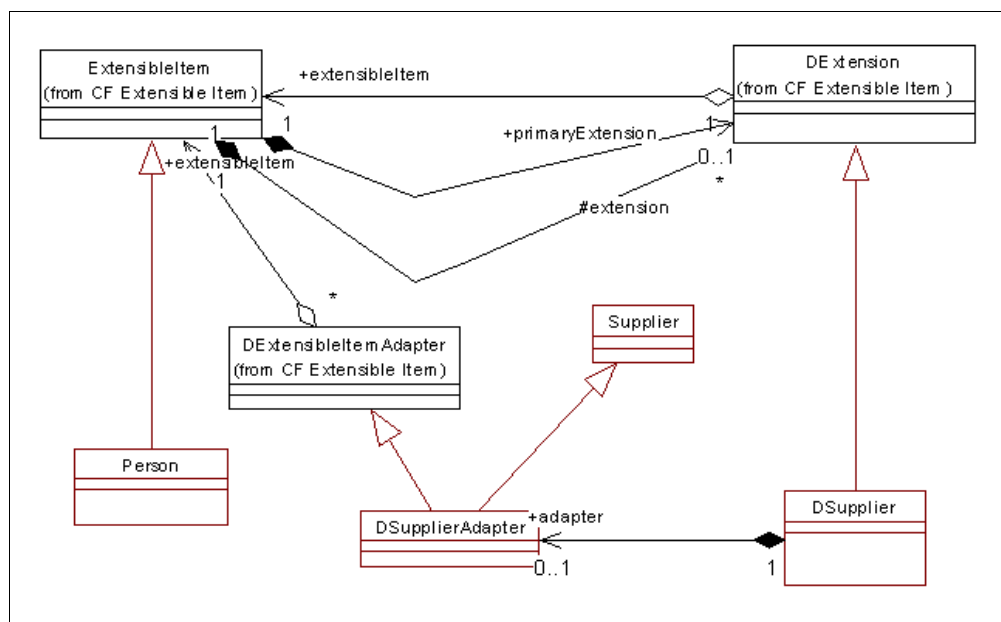 ExtensibleItem
(from CF Extensible Item )
DExtension
(from CF Extensible Item )
+extensibleItem
1
1
+primaryExtension
1
0..1
+extensibleItem
1
*
#extension
*
DExtensibleItemAdapter
(from CF Extensible Item)
Supplier
Person
DSupplierAdapter
+adapter
0..1
1
DSupplier